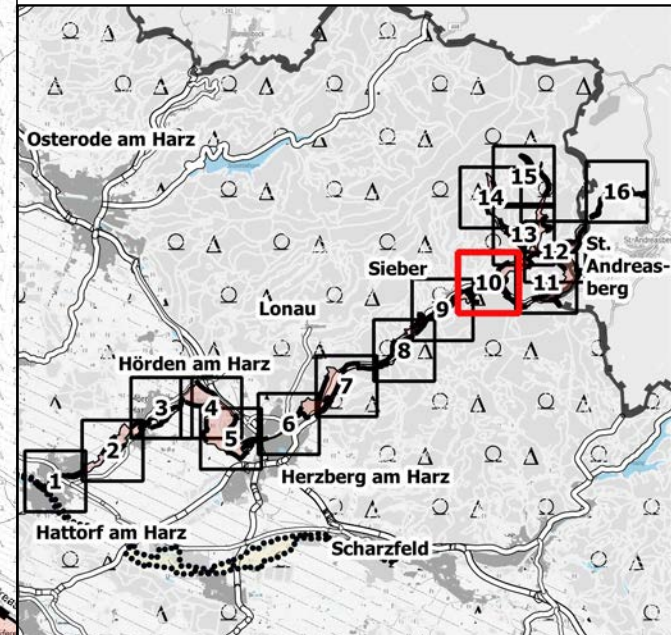 Osterode am Harz
15
14
16
13
12
St.
Andreas-
berg
Sieber
10
11
9
Lonau
8
Hörden am Harz
7
3
4
6
5
2
1
Herzberg am Harz
Hattorf am Harz
Scharzfeld